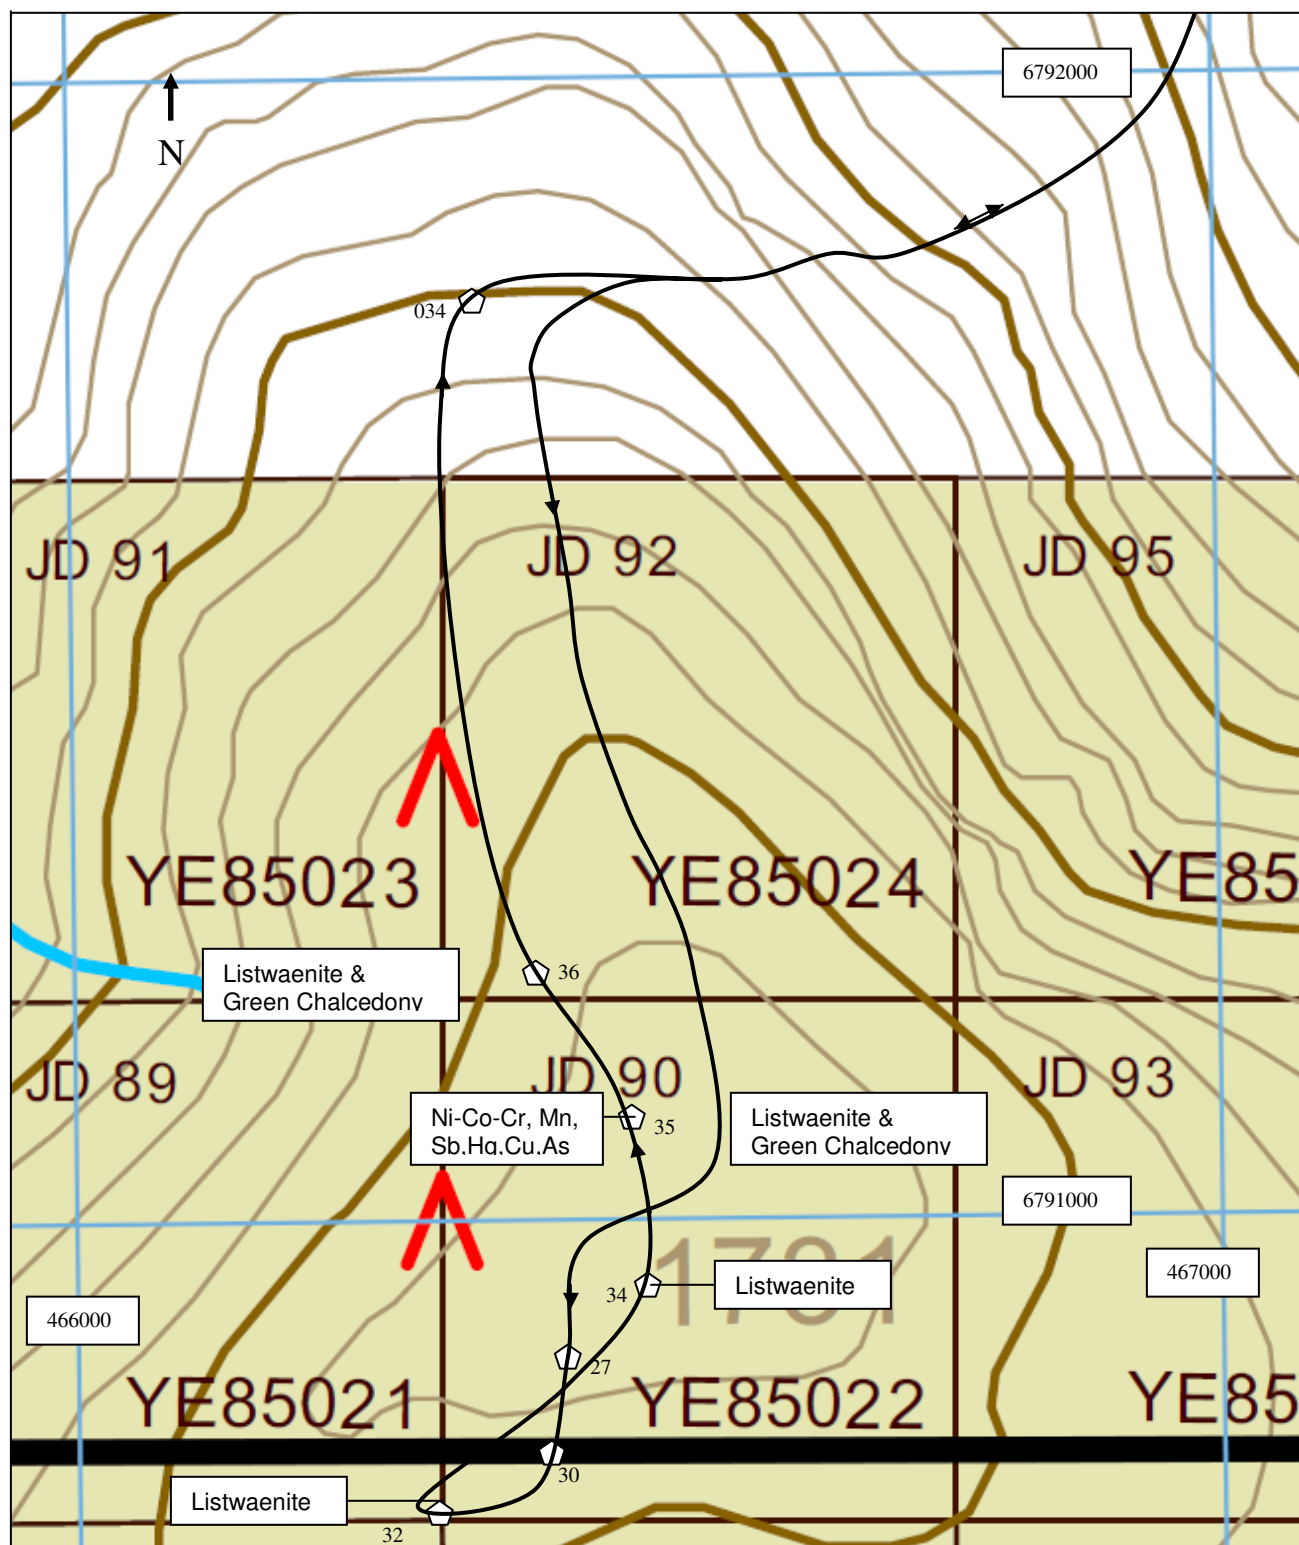 6792000
N
034
JD 91
JD 92
JD 95
YE85023
YE85024
YE85
Listwaenite &
Green Chalcedony
36
JD 89
JD 90
JD 93
Ni-Co-Cr, Mn,
Sb,Hg,Cu,As
35
Listwaenite &
Green Chalcedony
6791000
1731
467000
34
Listwaenite
466000
27
YE85021
YE85022
YE85
30
Listwaenite
32